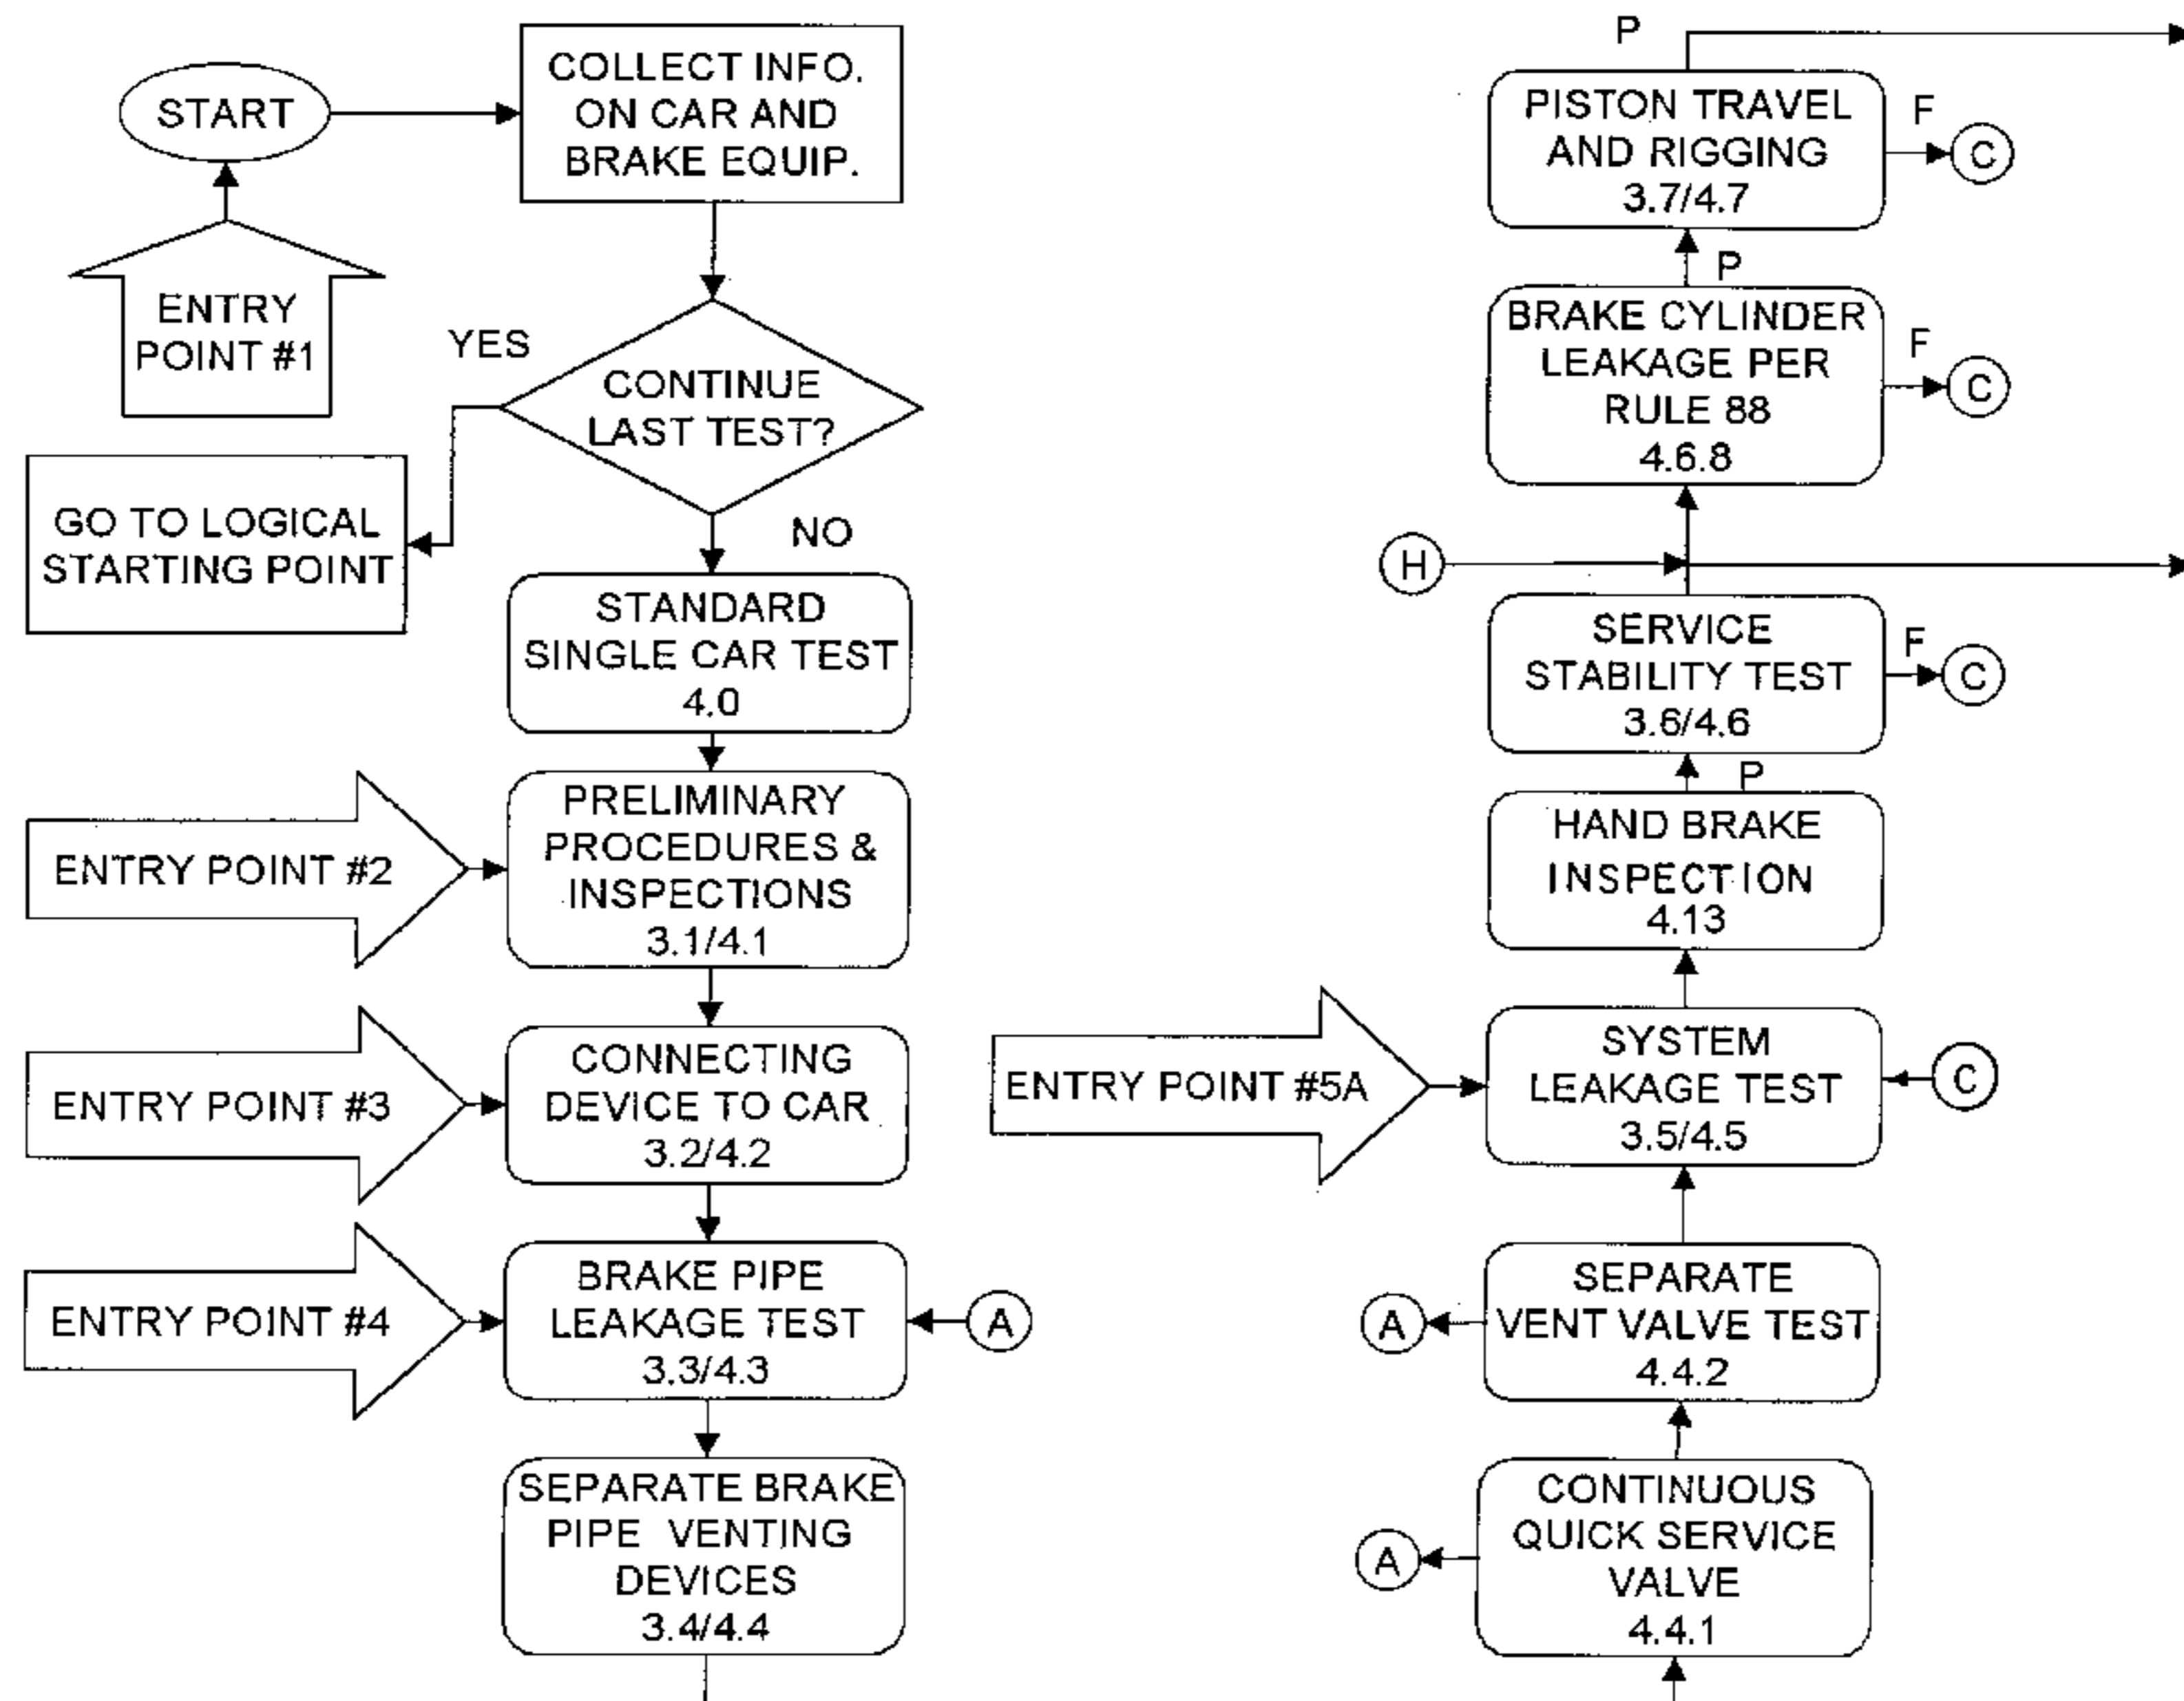 START
COLLECT INFO.
ON CAR AND
BRAKE EQUIP.
ENTRY
POINT #1
YES
CONTINUE
LAST TEST?
GO TO LOGICAL
STARTING POINT
NO
STANDARD
SINGLE CAR TEST
4.0
ENTRY POINT #2
PRELIMINARY
PROCEDURES &
INSPECTIONS
3.1/4.1
ENTRY POINT #3
CONNECTING
DEVICE TO CAR
3.2/4.2
ENTRY POINT #4
BRAKE PIPE
LEAKAGE TEST
3.3/4.3
A
SEPARATE BRAKE
PIPE VENTING
DEVICES
3.4/4.4
P
PISTON TRAVEL
AND RIGGING
3.7/4.7
F
C
P
BRAKE CYLINDER
LEAKAGE PER
RULE 88
4.6.8
F
C
H
SERVICE
STABILITY TEST
3.6/4.6
F
C
P
HAND BRAKE
INSPECTION
4.13
ENTRY POINT #5A
SYSTEM
LEAKAGE TEST
3.5/4.5
C
SEPARATE
VENT VALVE TEST
4.4.2
A
CONTINUOUS
QUICK SERVICE
VALVE
4.4.1
A